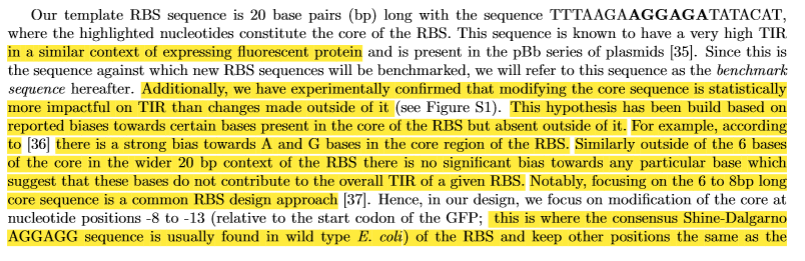 Our template RBS sequence is 20 base pairs (bp) long with the sequence TTTAAGAAGGAGATATACAT,
where the highlighted nucleotides constitute the core of the RBS. This sequence is known to have a very high TIR
in a similar context of expressing fluorescent protein and is present in the pBb series of plasmids [35]. Since this is
the sequence against which new RBS sequences will be benchmarked, we will refer to this sequence as the benchmark
sequence hereafter. Additionally, we have experimentally confirmed that modifying the core sequence is statistically
more impactful on TIR than changes made outside of it (see Figure S1). This hypothesis has been build based on
reported biases towards certain bases present in the core of the RBS but absent outside of it. For example, according
to [36] there is a strong bias towards A and G bases in the core region of the RBS. Similarly outside of the 6 bases
of the core in the wider 20 bp context of the RBS there is no significant bias towards any particular base which
suggest that these bases do not contribute to the overall TIR of a given RBS. Notably, focusing on the 6 to 8bp long
core sequence is a common RBS design approach [37]. Hence, in our design, we focus on modification of the core at
nucleotide positions -8 to -13 (relative to the start codon of the GFP; this is where the consensus Shine-Dalgarno
AGGAGG sequence is usually found in wild type E. coli) of the RBS and keep other positions the same as the